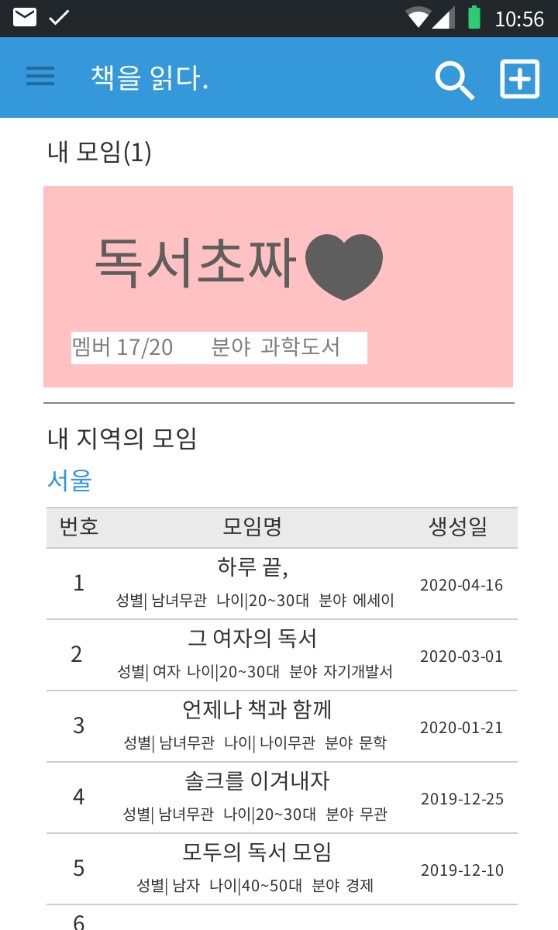 10:56
책을 읽다.
내 모임(1)
독서초짜♥
멤버 17/20 분야 과학도서
내 지역의 모임
서울
번호 모임명 생성일
하루 끝,
1 2020-04-16
성별| 남녀무관 나이|20~30대 분야 에세이
그 여자의 독서
2 2020-03-01
성별| 여자 나이|20~30대 분야 자기개발서
언제나 책과 함께
3 2020-01-21
성별| 남녀무관 나이| 나이무관 분야 문학
솔크를 이겨내자
4 2019-12-25
성별| 남녀무관 나이|20~30대 분야 무관
모두의 독서 모임
5 2019-12-10
성별| 남자 나이|40~50대 분야 경제
6